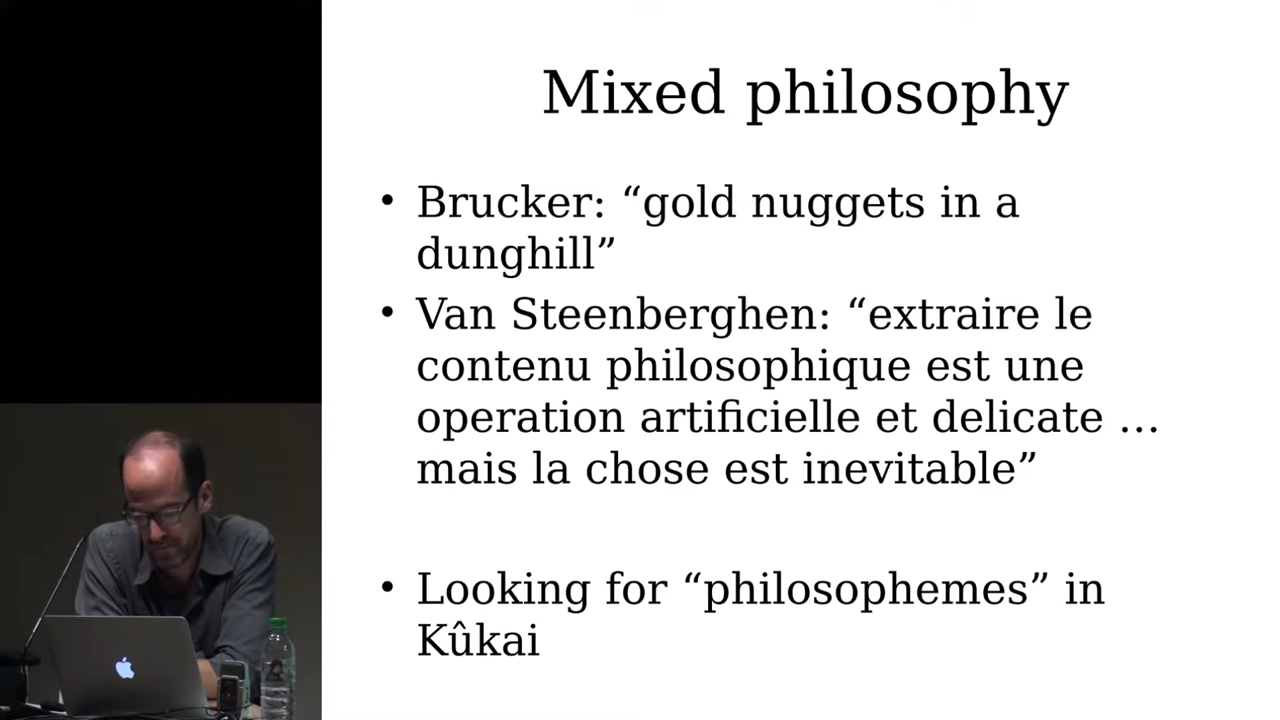 Mixed philosophy
• Brucker: “gold nuggets in a
dunghill”
• Van Steenberghen: “extraire le
contenu philosophique est une
operation artificielle et delicate …
mais la chose est inevitable”
• Looking for “philosophemes” in
Kûkai